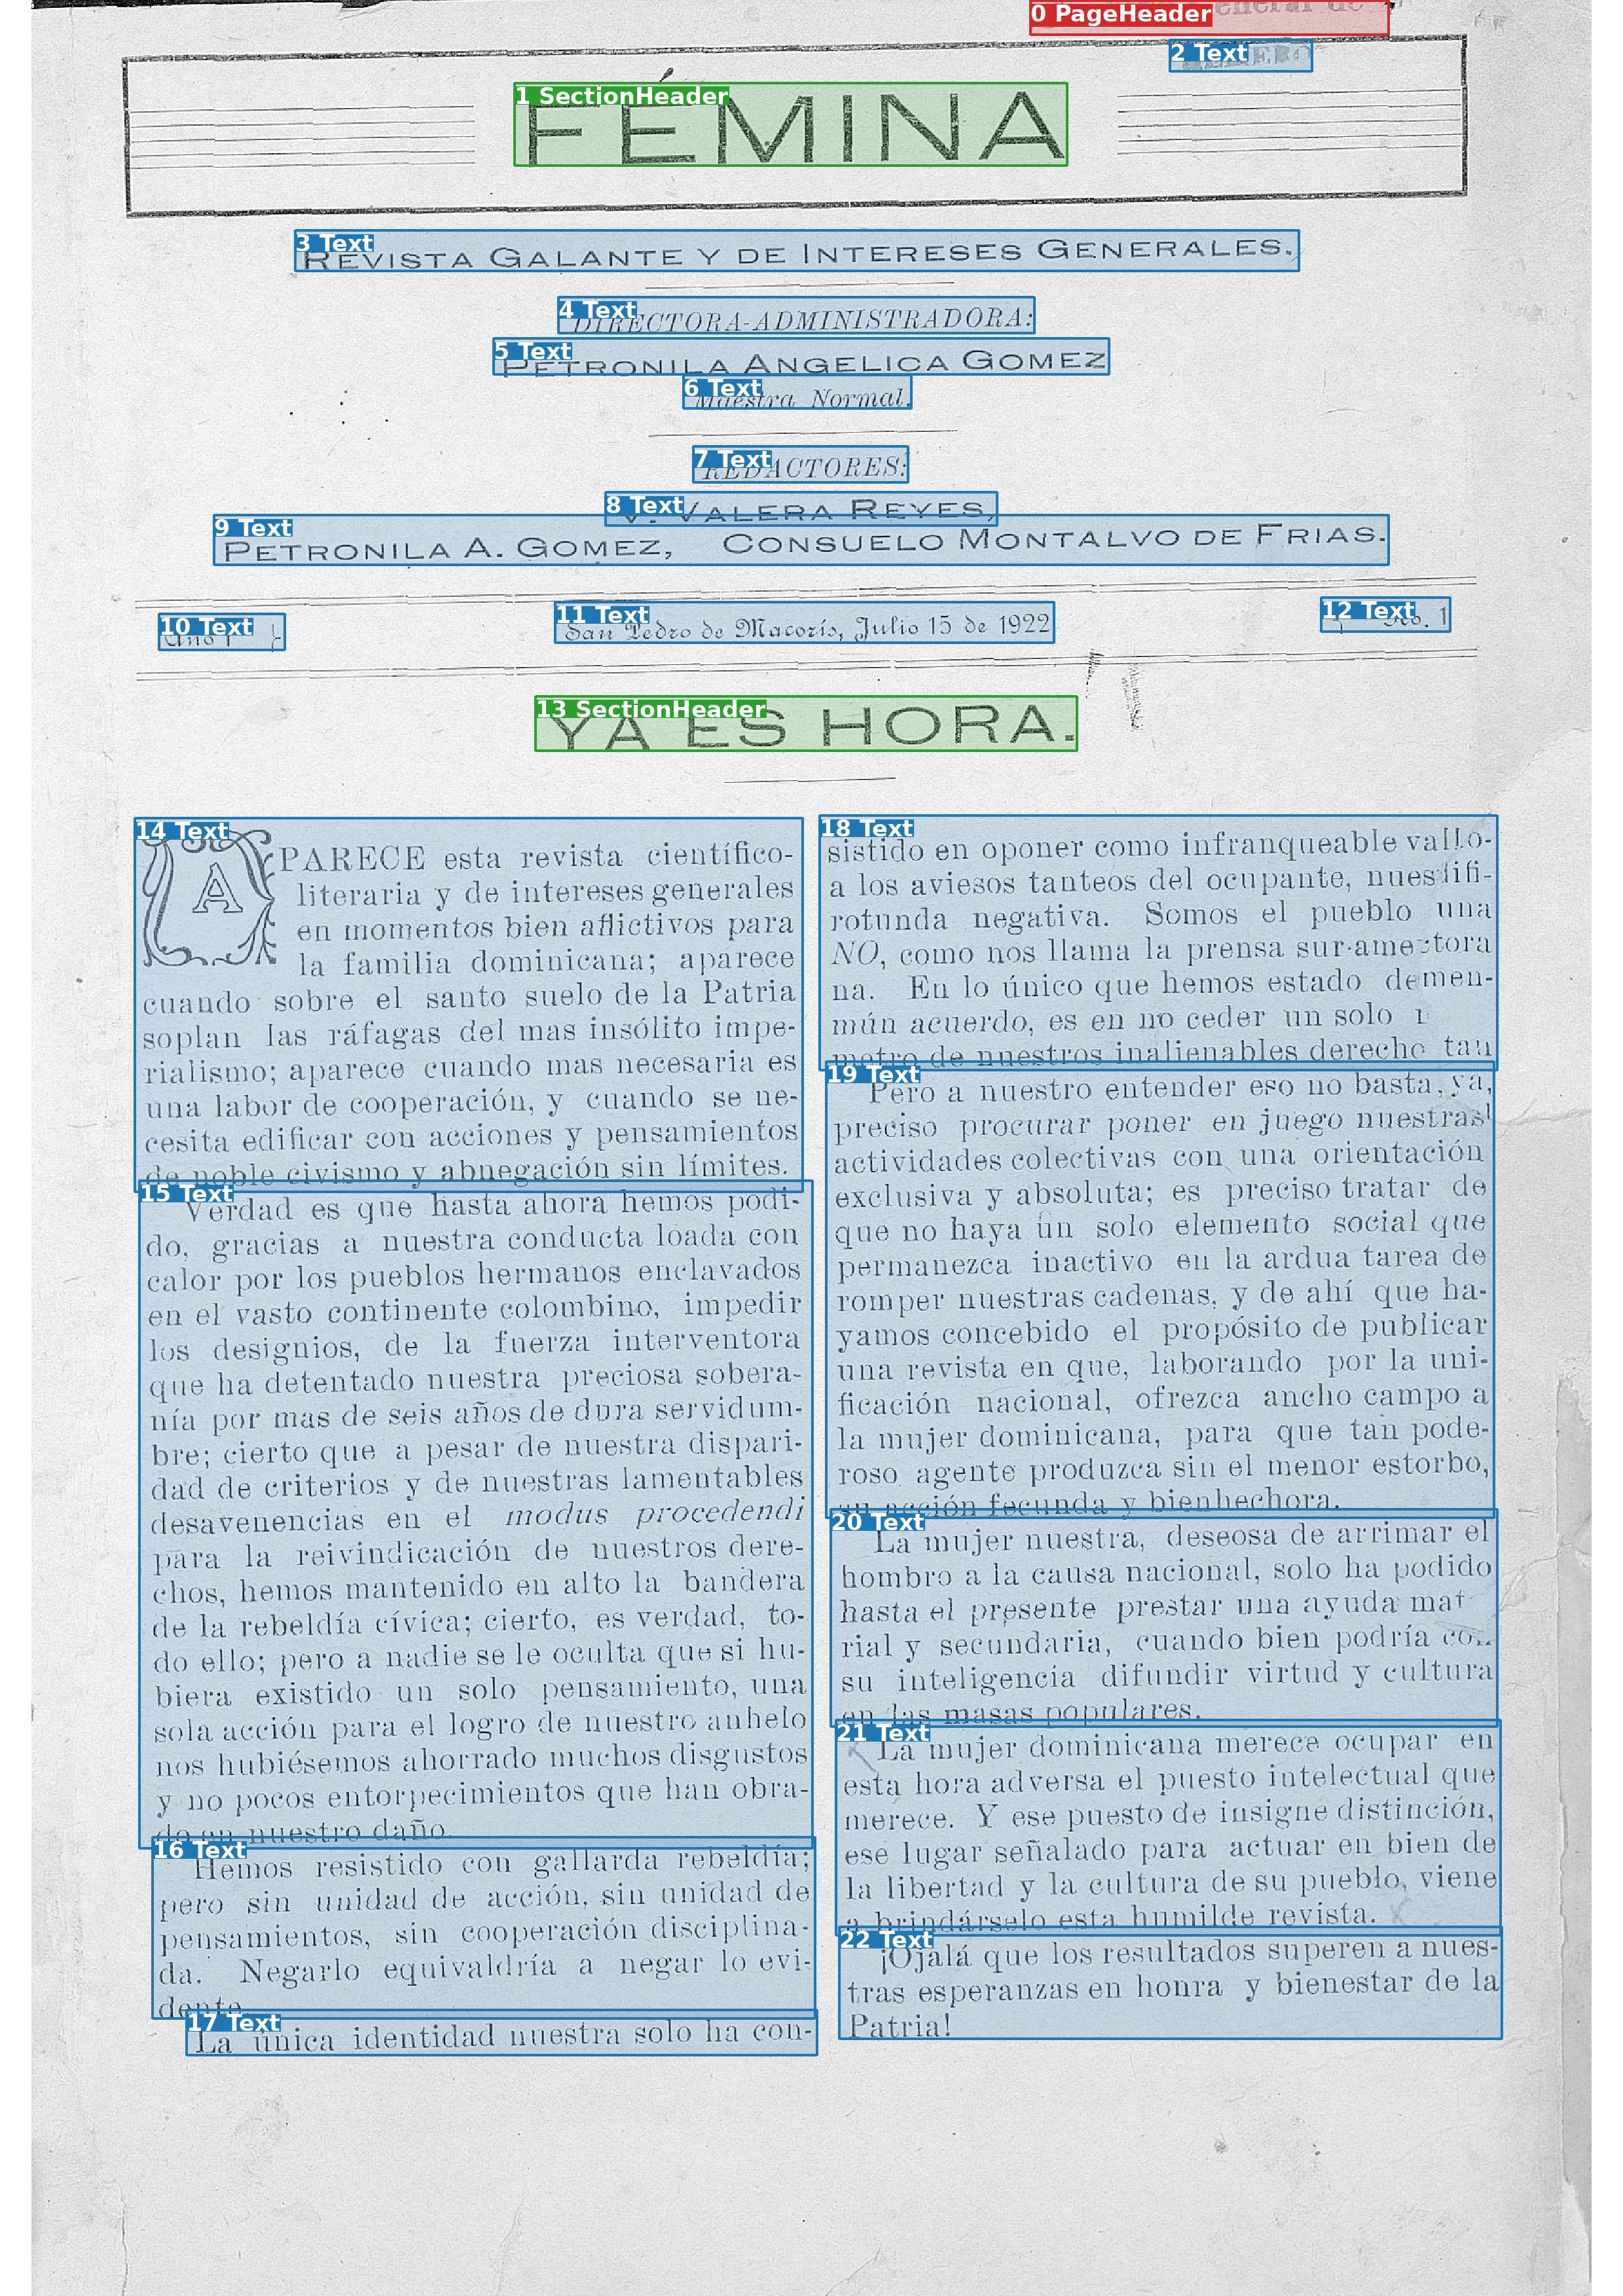 eneral de
FÉMINA
REVISTA GALANTE Y DE INTERESES GENERALES.
DIRECTORA-ADMINISTRADORA:
PETRONILA ANGELICA GOMEZ
Maestra Normal.
REDACTORES:
V. VALERA REYES,
PETRONILA A. GOMEZ, CONSUELO MONTALVO DE FRIAS.
Año I San Pedro de Macorís, Julio 15 de 1922 No. 1
YA ES HORA.
APARECE esta revista científico-
literaria y de intereses generales
en momentos bien aflictivos para
la familia dominicana; aparece
cuando sobre el santo suelo de la Patria
soplan las ráfagas del mas insólito impe-
rialismo; aparece cuando mas necesaria es
una labor de cooperación, y cuando se ne-
cesita edificar con acciones y pensamientos
de noble civismo y abnegación sin límites.
Verdad es que hasta ahora hemos podi-
do, gracias a nuestra conducta loada con
calor por los pueblos hermanos enclavados
en el vasto continente colombino, impedir
los designios, de la fuerza interventora
que ha detentado nuestra preciosa sobera-
nía por mas de seis años de dura servidum-
bre; cierto que a pesar de nuestra dispari-
dad de criterios y de nuestras lamentables
desavenencias en el modus procedendi
para la reivindicación de nuestros dere-
chos, hemos mantenido en alto la bandera
de la rebeldía cívica; cierto, es verdad, to-
do ello; pero a nadie se le oculta que si hu-
biera existido un solo pensamiento, una
sola acción para el logro de nuestro anhelo
nos hubiésemos ahorrado muchos disgustos
y no pocos entorpecimientos que han obra-
do en nuestro daño.
Hemos resistido con gallarda rebeldía;
pero sin unidad de acción, sin unidad de
pensamientos, sin cooperación disciplina-
da. Negarlo equivaldría a negar lo evi-
dente.
La única identidad nuestra solo ha con-
sistido en oponer como infranqueable vallo-
a los aviesos tanteos del ocupante,
rotunda negativa. Somos el pueblo una
NO, como nos llama la prensa
na. En lo único que hemos estado demen-
mún acuerdo, es en no ceder un solo
metro de nuestros inalienables derecho tau
Pero a nuestro entender eso no basta, ya,
preciso procurar poner en juego nuestras
actividades colectivas con una orientación
exclusiva y absoluta; es preciso tratar de
que no haya un solo elemento social que
permanezca inactivo en la ardua tarea de
romper nuestras cadenas, y de ahí que ha-
yamos concebido el propósito de publicar
una revista en que, laborando por la uni-
ficación nacional, ofrezca ancho campo a
la mujer dominicana, para que tan pode-
roso agente produzca sin el menor estorbo,
su acción fecunda y bienhechora.
La mujer nuestra, deseosa de arrimar el
hombro a la causa nacional, solo ha podido
hasta el presente prestar una ayuda mat
rial y secundaria, cuando bien podría con
su inteligencia difundir virtud y cultura
en las masas populares.
La mujer dominicana merece ocupar en
esta hora adversa el puesto intelectual que
merece. Y ese puesto de insigne distinción,
ese lugar señalado para actuar en bien de
la libertad y la cultura de su pueblo, viene
a brindárselo esta humilde revista.
¡Ojalá que los resultados superen a nues-
tras esperanzas en honra y bienestar de la
Patria!